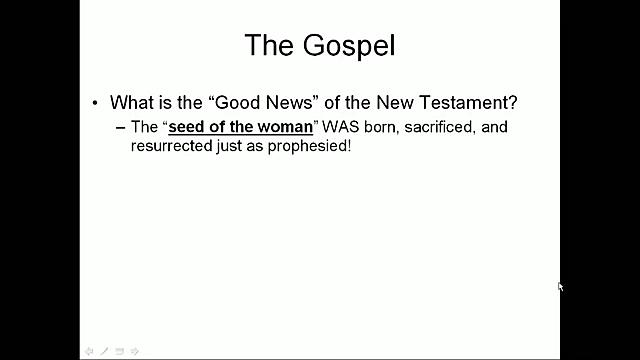 The Gospel
• What is the “Good News” of the New Testament?
– The “seed of the woman” WAS born, sacrificed, and
resurrected just as prophesied!